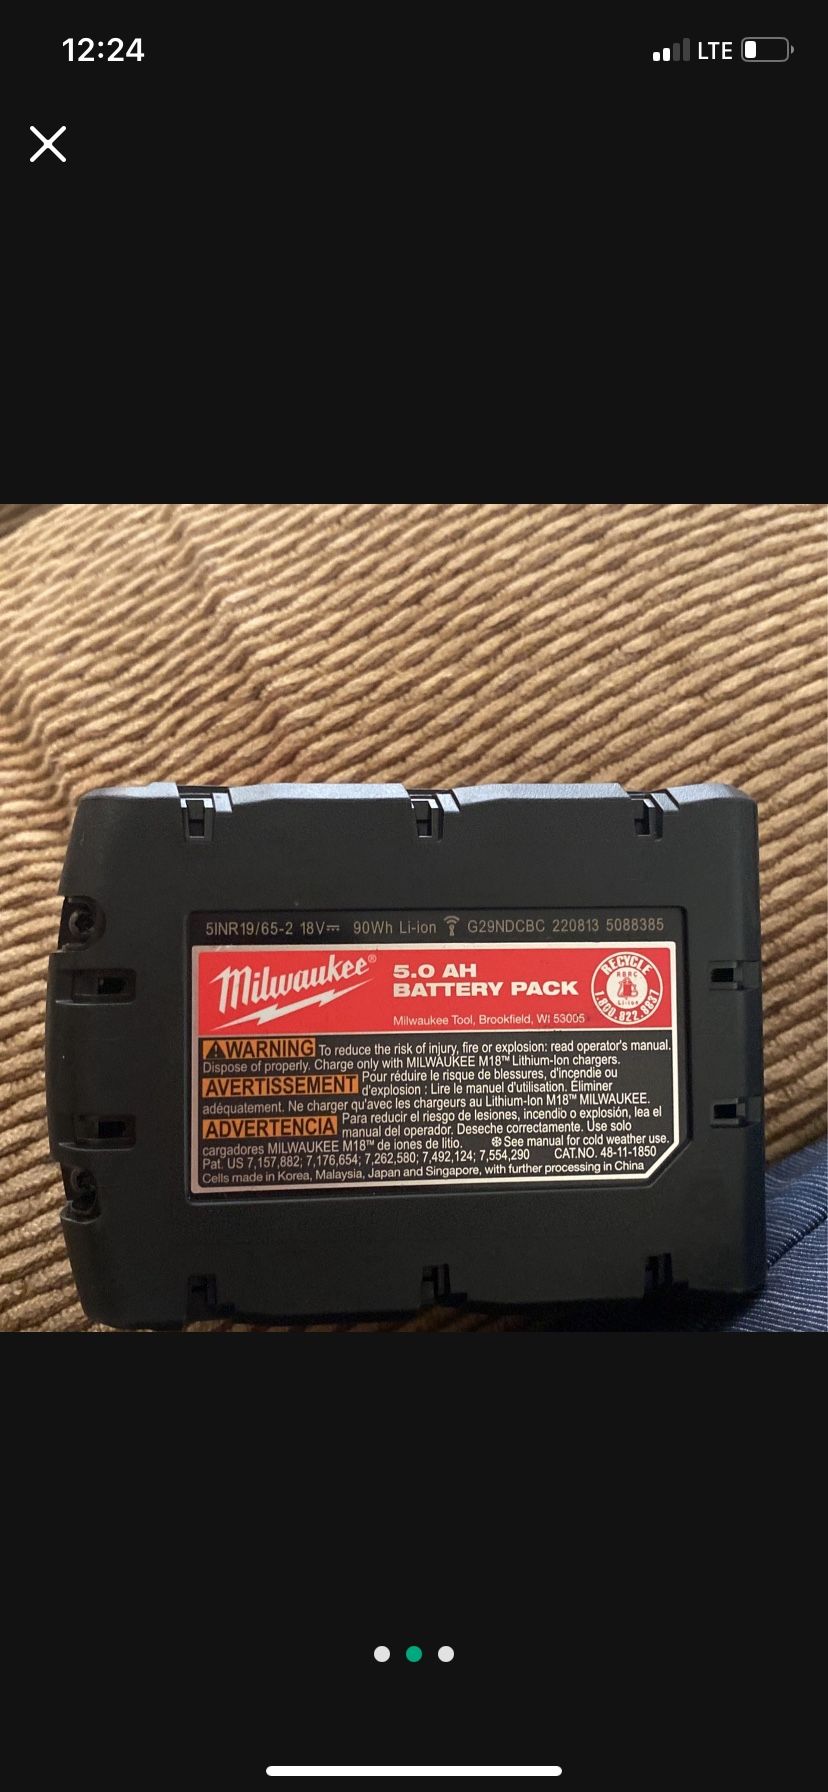 12:24 LTE
5INR19/65-2 18V⎓ 90Wh Li-ion G29NDCBC 220813 5088385
Milwaukee®
5.0 AH
BATTERY PACK
Milwaukee Tool, Brookfield, WI 53005
RECYCLE
RBRC
Li-ion
1.800.822.8837
WARNING To reduce the risk of injury, fire or explosion: read operator's manual.
Dispose of properly. Charge only with MILWAUKEE M18™ Lithium-Ion chargers.
AVERTISSEMENT Pour réduire le risque de blessures, d'incendie ou
d'explosion : Lire le manuel d'utilisation. Éliminer
adéquatement. Ne charger qu'avec les chargeurs au Lithium-Ion M18™ MILWAUKEE.
ADVERTENCIA Para reducir el riesgo de lesiones, incendio o explosión, lea el
manual del operador. Deseche correctamente. Use solo
cargadores MILWAUKEE M18™ de iones de litio. ❄See manual for cold weather use.
Pat. US 7,157,882; 7,176,654; 7,262,580; 7,492,124; 7,554,290 CAT.NO. 48-11-1850
Cells made in Korea, Malaysia, Japan and Singapore, with further processing in China